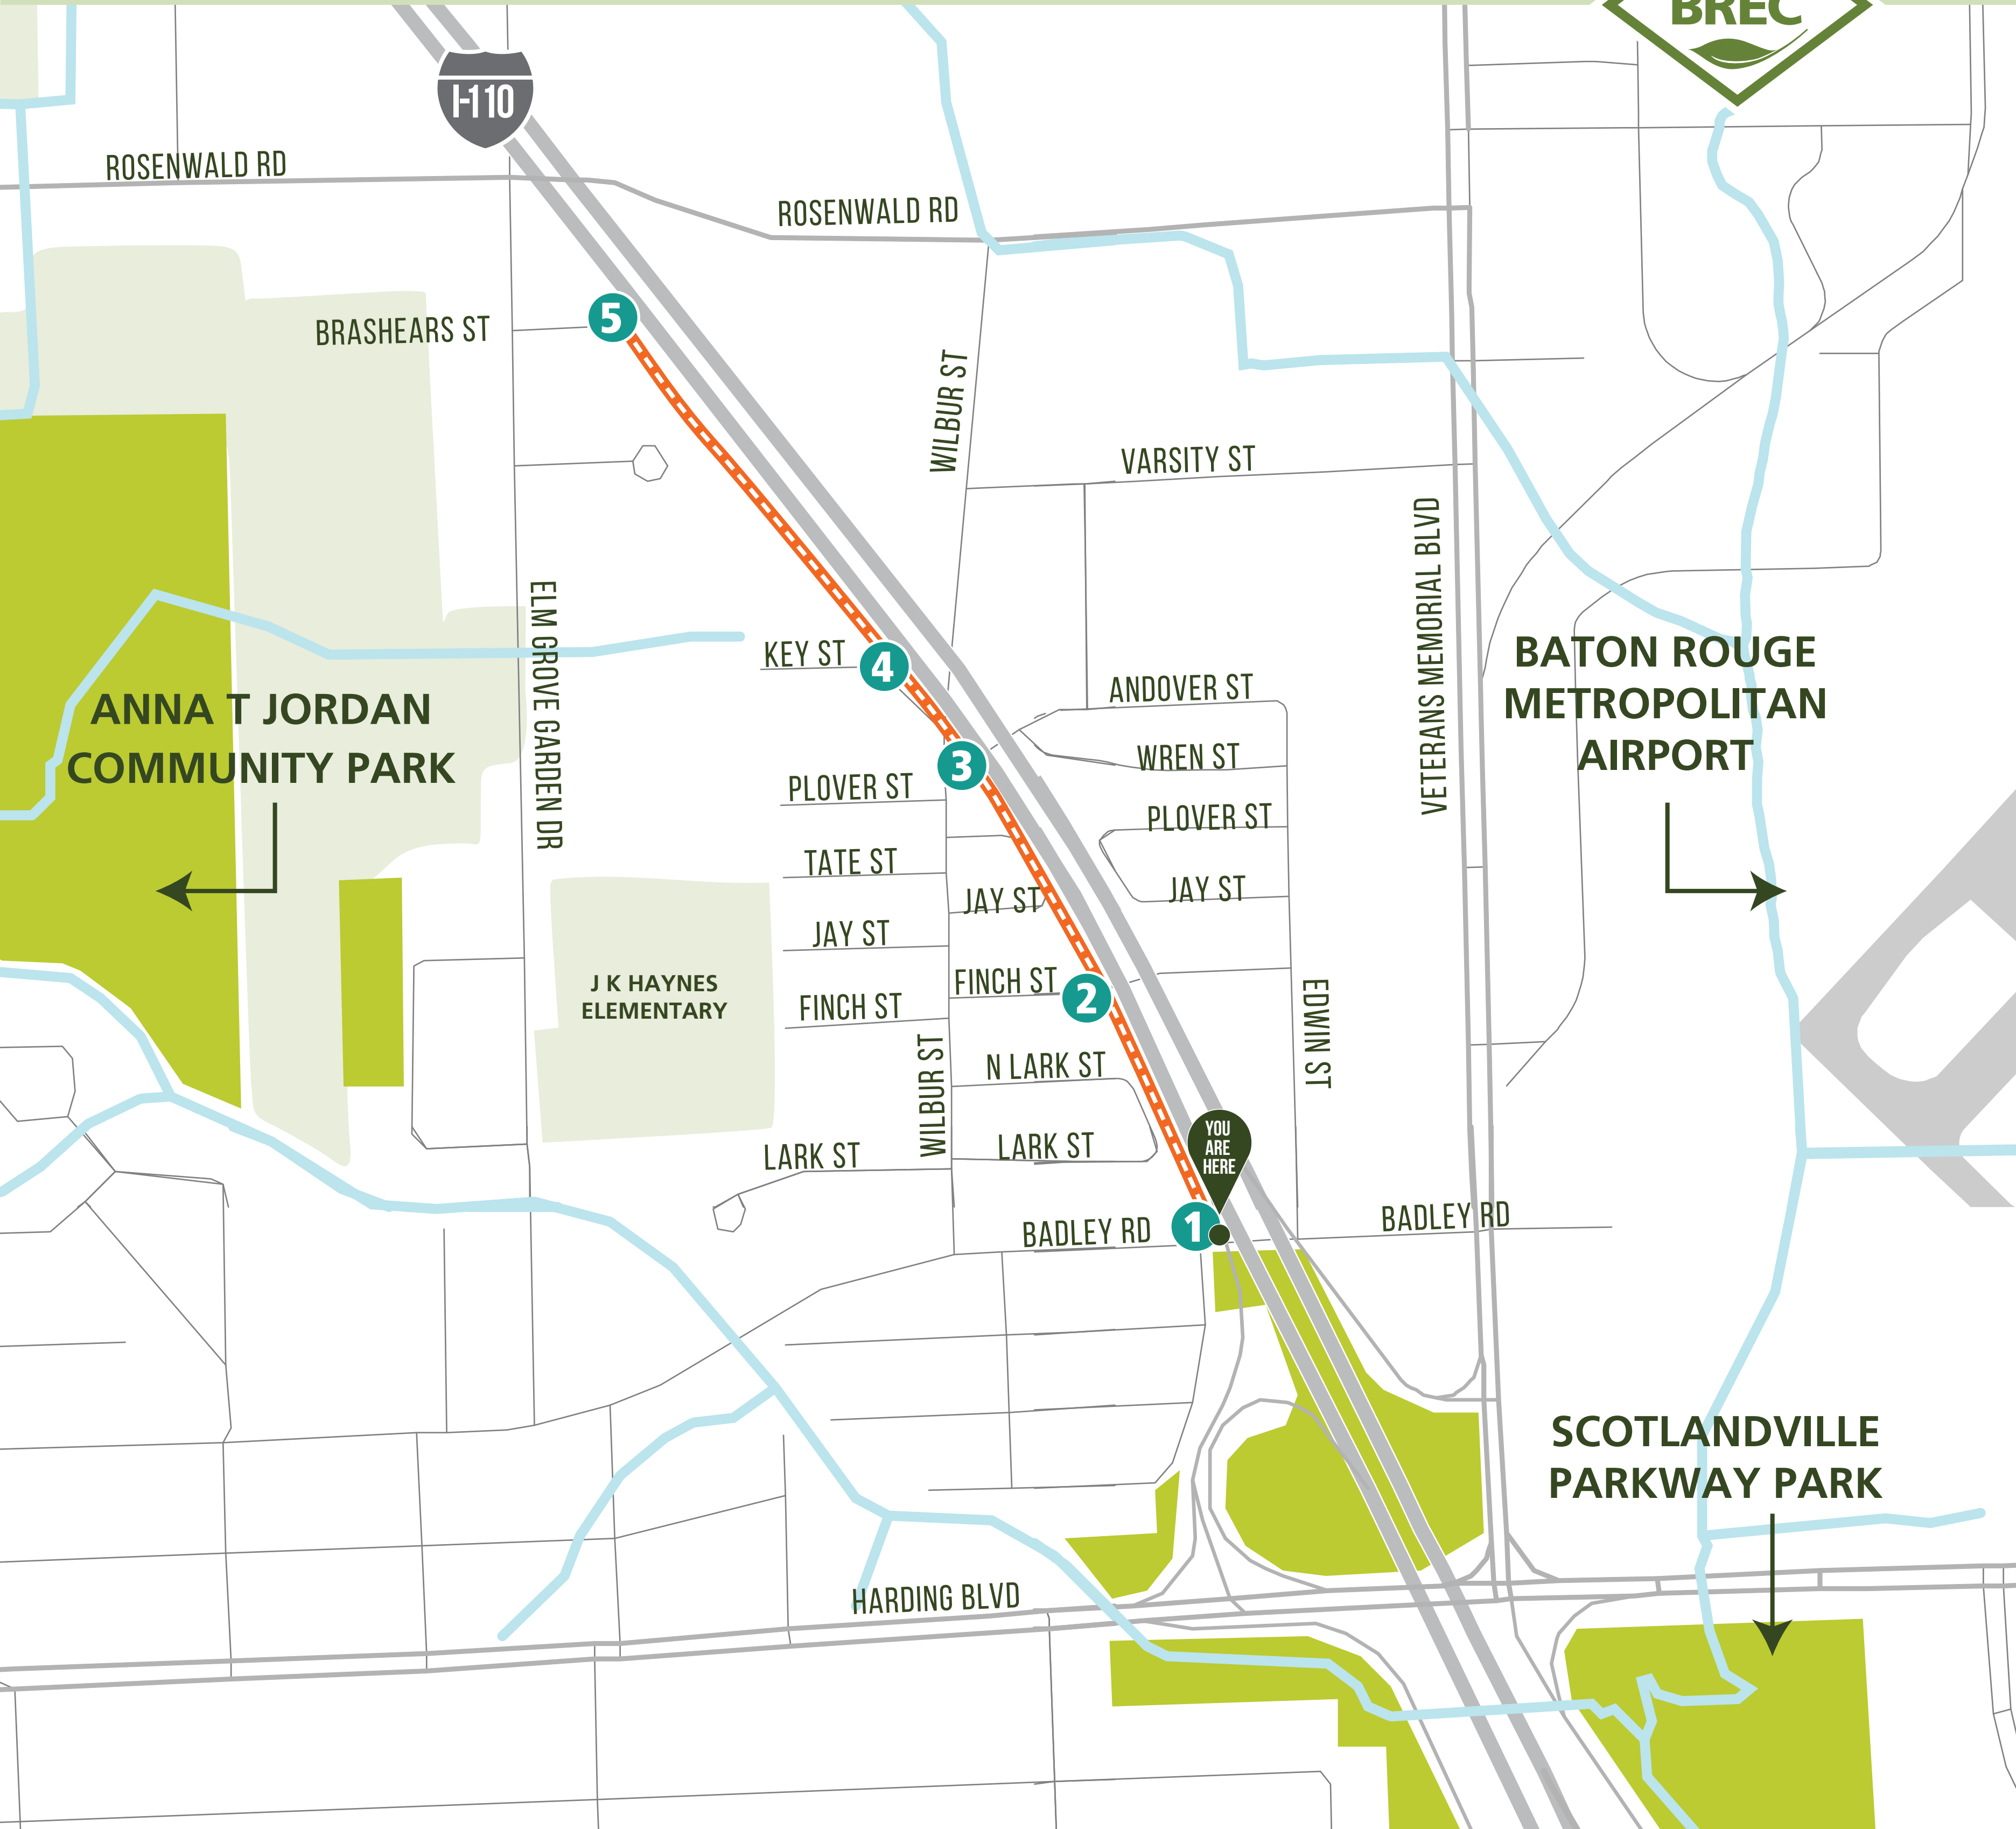 BREC
I-110
ROSENWALD RD
ROSENWALD RD
5
BRASHEARS ST
WILBUR ST
VARSITY ST
VETERANS MEMORIAL BLVD
ELM GROVE GARDEN DR
KEY ST
4
BATON ROUGE
METROPOLITAN
AIRPORT
ANNA T JORDAN
COMMUNITY PARK
ANDOVER ST
WREN ST
3
PLOVER ST
PLOVER ST
TATE ST
JAY ST
JAY ST
JAY ST
J K HAYNES
ELEMENTARY
FINCH ST
2
FINCH ST
EDWIN ST
WILBUR ST
N LARK ST
YOU
ARE
HERE
LARK ST
LARK ST
BADLEY RD
1
BADLEY RD
SCOTLANDVILLE
PARKWAY PARK
HARDING BLVD